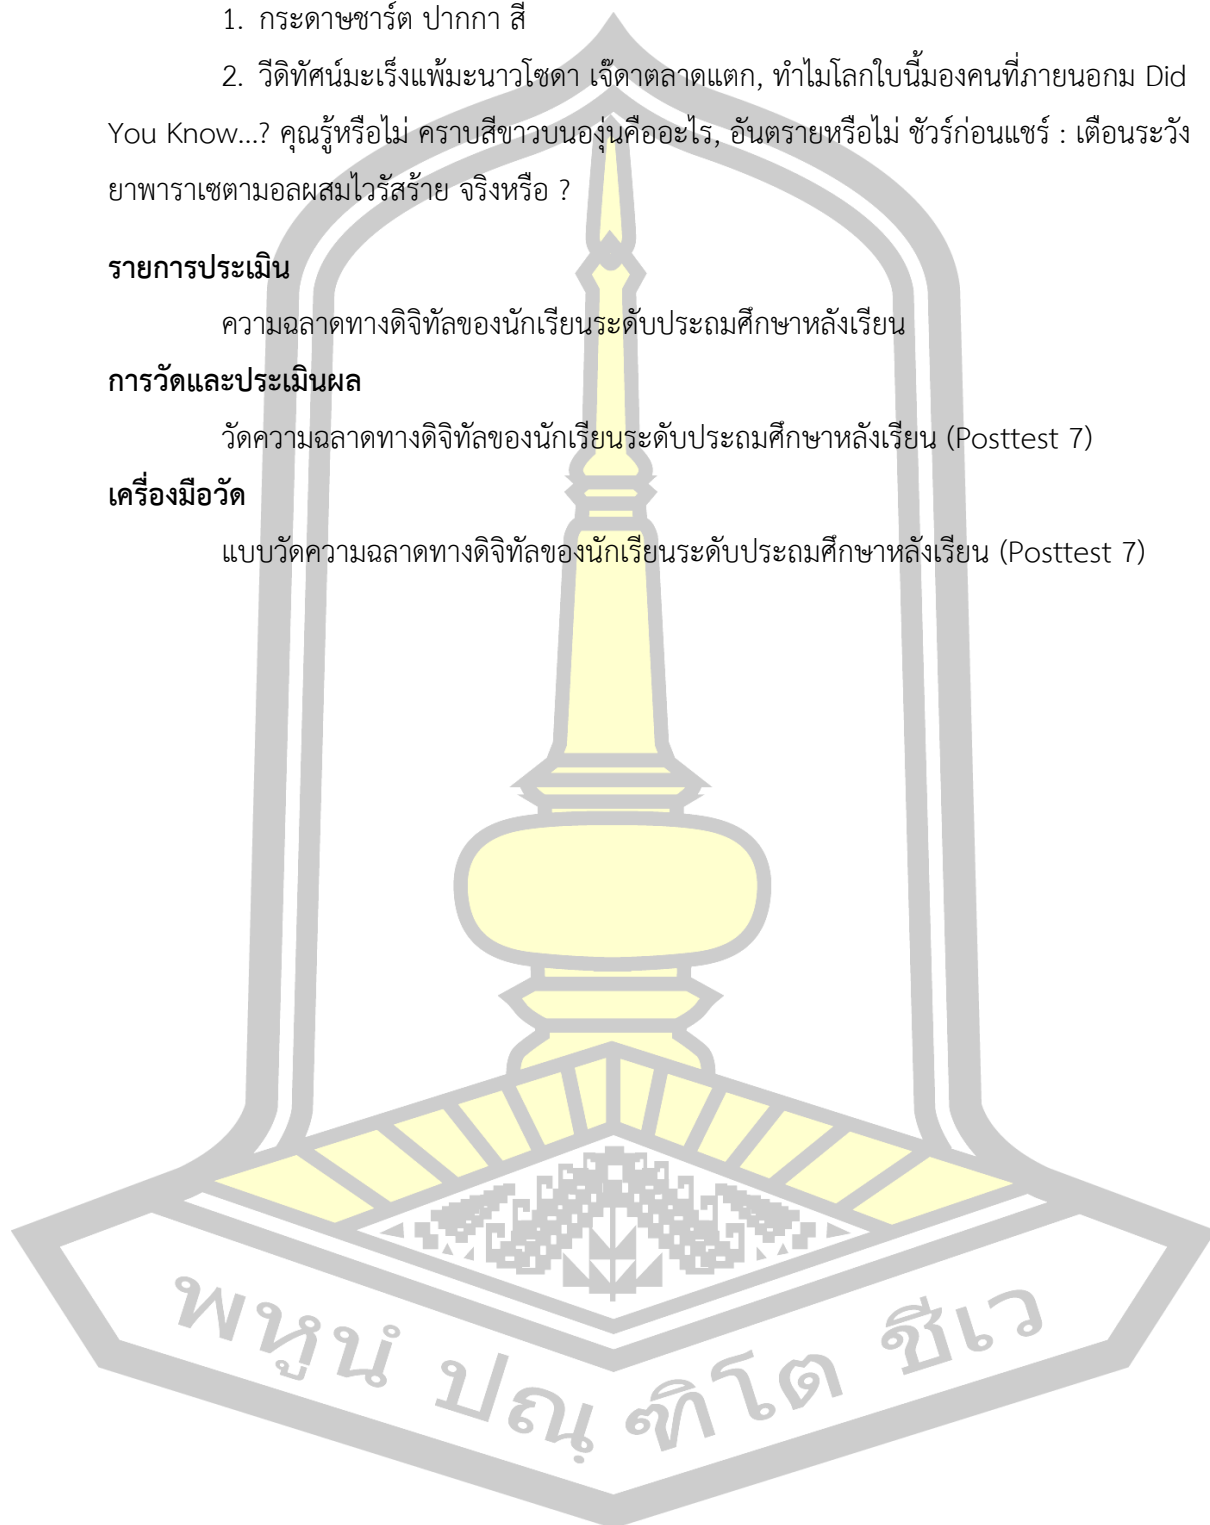 1. กระดาษชาร์ต ปากกา สี
2. วีดิทัศน์มะเร็งแพ้มะนาวโซดา เจ๊ดาตลาดแตก, ทำไมโลกใบนี้มองคนที่ภายนอกม Did
You Know...? คุณรู้หรือไม่ คราบสีขาวบนองุ่นคืออะไร, อันตรายหรือไม่ ชัวร์ก่อนแชร์ : เตือนระวัง
ยาพาราเซตามอลผสมไวรัสร้าย จริงหรือ ?
รายการประเมิน
ความฉลาดทางดิจิทัลของนักเรียนระดับประถมศึกษาหลังเรียน
การวัดและประเมินผล
วัดความฉลาดทางดิจิทัลของนักเรียนระดับประถมศึกษาหลังเรียน (Posttest 7)
เครื่องมือวัด
แบบวัดความฉลาดทางดิจิทัลของนักเรียนระดับประถมศึกษาหลังเรียน (Posttest 7)
พหูนํ ปณฺฑิโต ชีเว